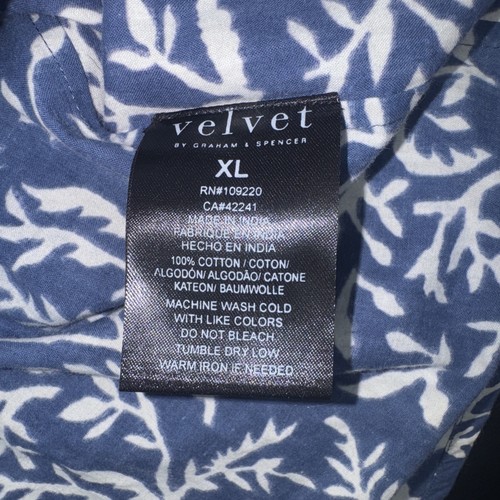 velvet
BY GRAHAM & SPENCER
XL
RN#109220
CA#42241
MADE IN INDIA
FABRIQUE EN INDIA
HECHO EN INDIA
100% COTTON / COTON/
ALGODÓN/ ALGODÃO/ CATONE
KATEON/ BAUMWOLLE
MACHINE WASH COLD
WITH LIKE COLORS
DO NOT BLEACH
TUMBLE DRY LOW
WARM IRON IF NEEDED